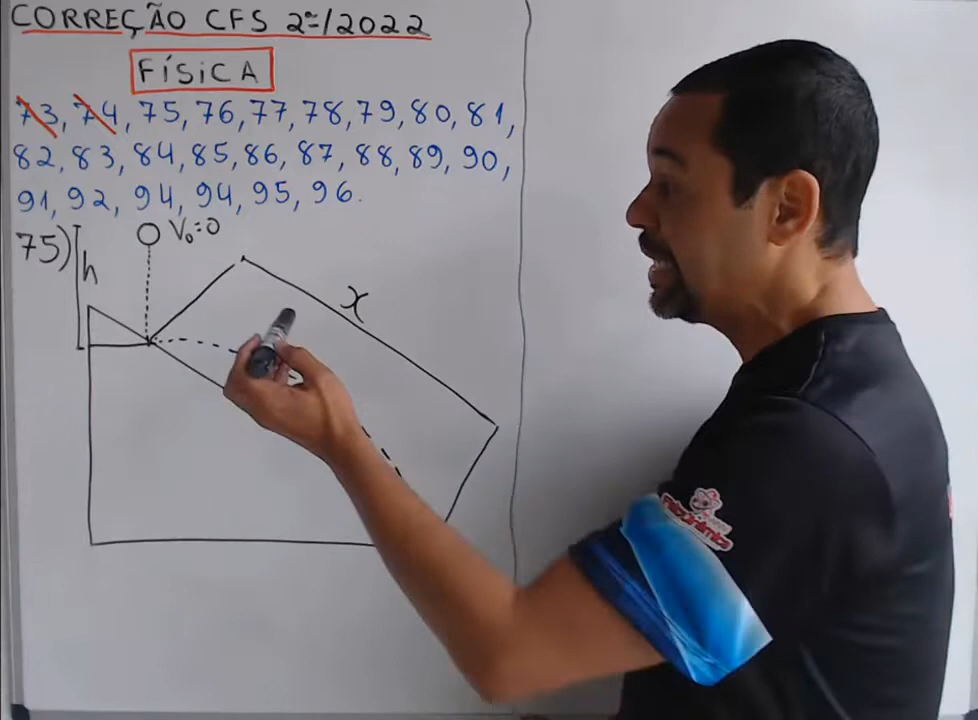 CORREÇÃO CFS 2º/2022
FÍSICA
73, 74, 75, 76, 77, 78, 79, 80, 81,
82, 83, 84, 85, 86, 87, 88, 89, 90,
91, 92, 94, 94, 95, 96.
75)
h
V₀=0
x